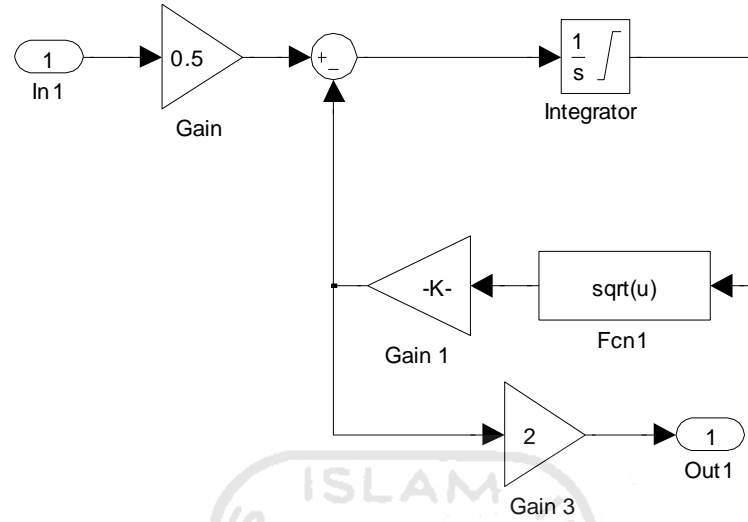 1
In1
0.5
Gain
+
–
1
s
Integrator
-K-
Gain 1
sqrt(u)
Fcn1
2
Gain 3
1
Out1
ISLAM